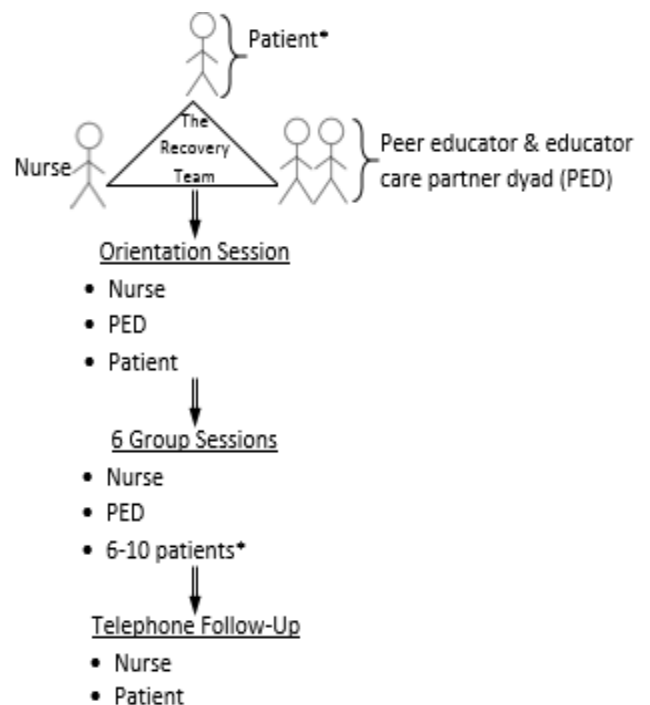 Patient*
The
Recovery
Team
Nurse
Peer educator & educator
care partner dyad (PED)
Orientation Session
• Nurse
• PED
• Patient
6 Group Sessions
• Nurse
• PED
• 6-10 patients*
Telephone Follow-Up
• Nurse
• Patient